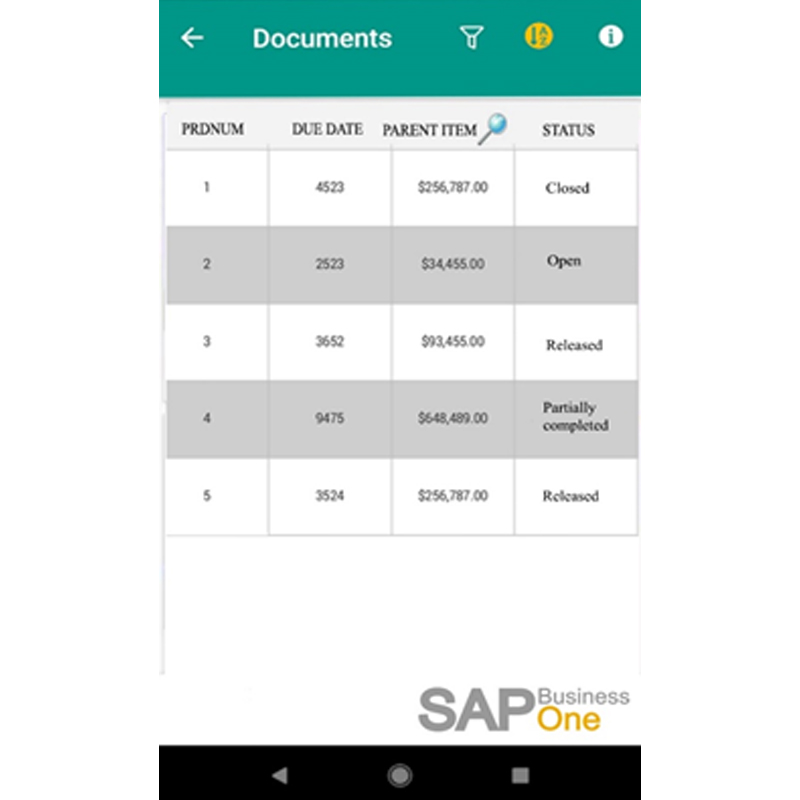 Documents
PRDNUM DUE DATE PARENT ITEM STATUS
1 4523 $256,787.00 Closed
2 2523 $34,455.00 Open
3 3652 $93,455.00 Released
4 9475 $648,489.00 Partially
completed
5 3524 $256,787.00 Released
SAP Business
One